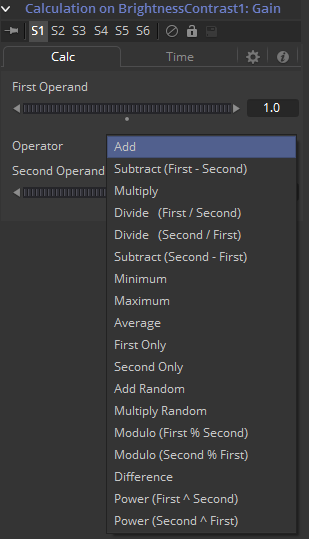 Calculation on BrightnessContrast1: Gain
S1 S2 S3 S4 S5 S6
Calc Time
First Operand
1.0
Operator
Add
Subtract (First - Second)
Second Operand
Multiply
Divide (First / Second)
Divide (Second / First)
Subtract (Second - First)
Minimum
Maximum
Average
First Only
Second Only
Add Random
Multiply Random
Modulo (First % Second)
Modulo (Second % First)
Difference
Power (First ^ Second)
Power (Second ^ First)